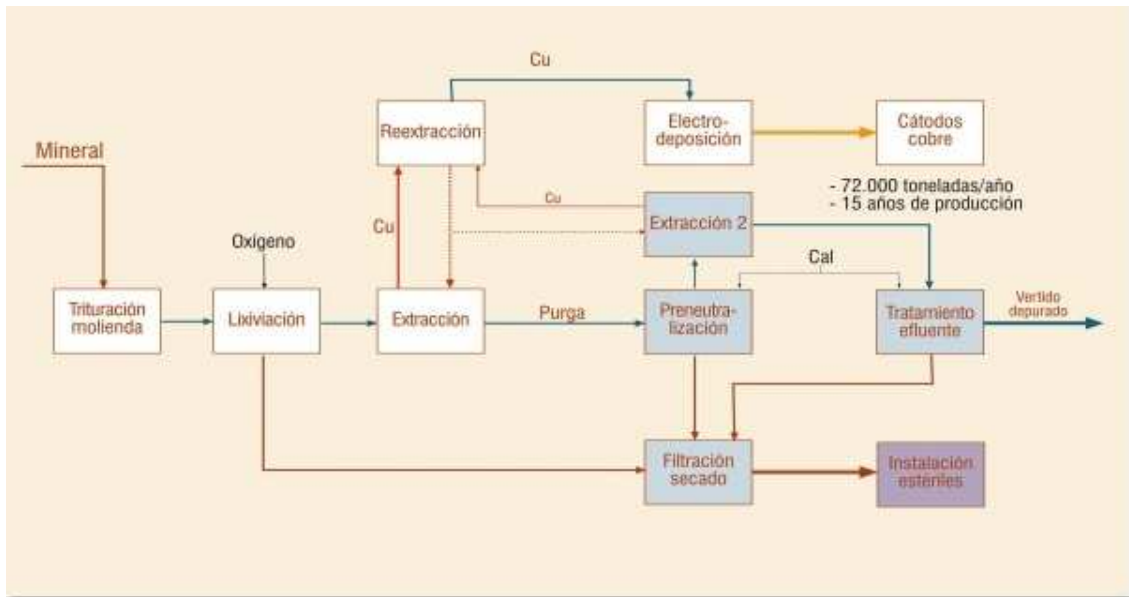 Cu
Reextracción
Electro-
deposición
Cátodos
cobre
Mineral
- 72.000 toneladas/año
- 15 años de producción
Cu
Extracción 2
Cu
Oxígeno
Cal
Trituración
molienda
Lixiviación
Extracción
Purga
Preneutra-
lización
Tratamiento
efluente
Vertido
depurado
Filtración
secado
Instalación
estériles